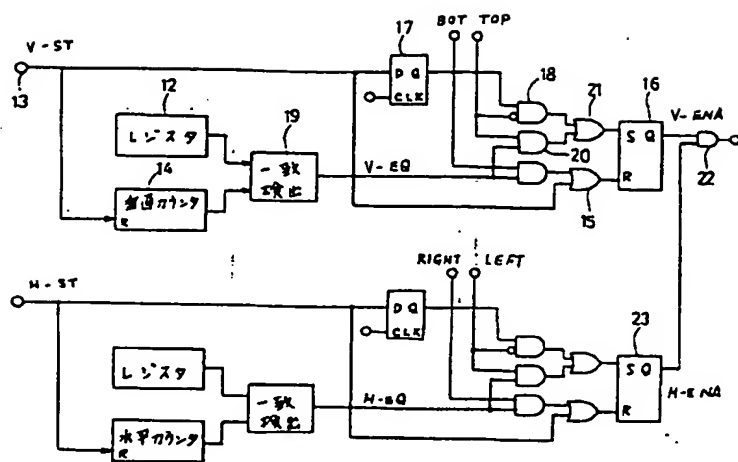 V-ST
13
12
レジスタ
14
垂直カウンタ
R
19
一致
検出
V-EQ
17
D Q
CLK
BOT TOP
18
21
20
15
16
S Q
R
V-ENA
22
H-ST
レジスタ
水平カウンタ
R
一致
検出
H-EQ
D Q
CLK
RIGHT LEFT
23
S Q
R
H-ENA